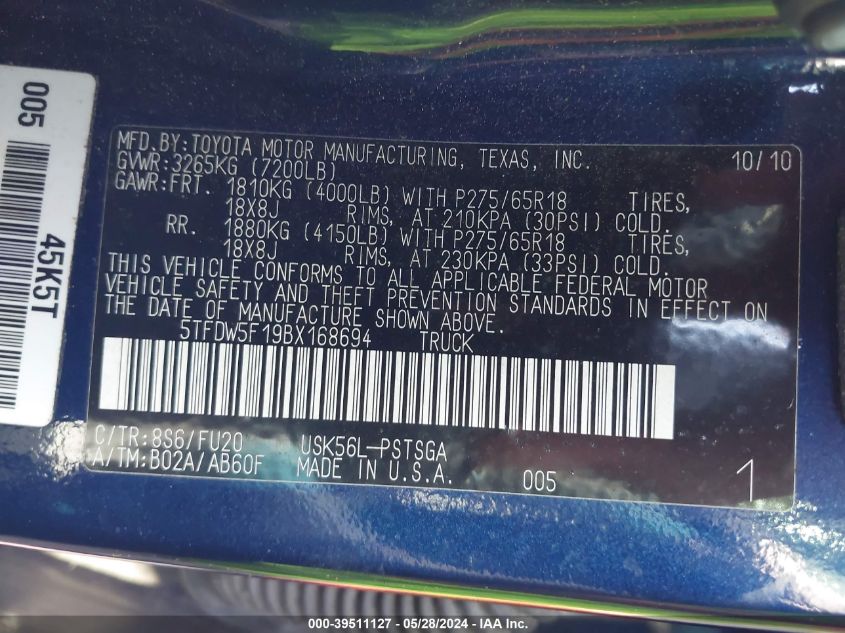 005
45K5T
MFD.BY:TOYOTA MOTOR MANUFACTURING, TEXAS, INC. 10/10
GVWR:3265KG (7200LB)
GAWR:FRT. 1810KG (4000LB) WITH P275/65R18 TIRES,
18X8J RIMS, AT 210KPA (30PSI) COLD.
RR. 1880KG (4150LB) WITH P275/65R18 TIRES,
18X8J RIMS, AT 230KPA (33PSI) COLD.
THIS VEHICLE CONFORMS TO ALL APPLICABLE FEDERAL MOTOR
VEHICLE SAFETY AND THEFT PREVENTION STANDARDS IN EFFECT ON
THE DATE OF MANUFACTURE SHOWN ABOVE.
5TFDW5F19BX168694 TRUCK
C/TR:8S6/FU20 USK56L-PSTSGA
A/TM:B02A/AB60F MADE IN U.S.A. 005 1
000-39511127 - 05/28/2024 - IAA Inc.